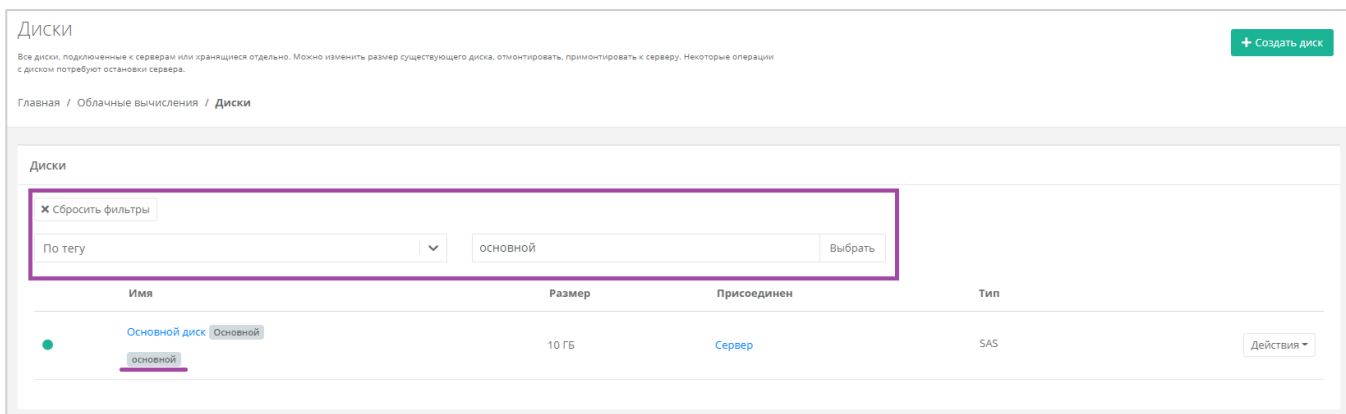 Диски
+ Создать диск
Все диски, подключенные к серверам или хранящиеся отдельно. Можно изменить размер существующего диска, отмонтировать, примонтировать к серверу. Некоторые операции
с диском потребуют остановки сервера.
Главная / Облачные вычисления / Диски
Диски
✖ Сбросить фильтры
По тегу основной Выбрать
Имя Размер Присоединен Тип
Основной диск Основной
10 ГБ Сервер SAS Действия
основной